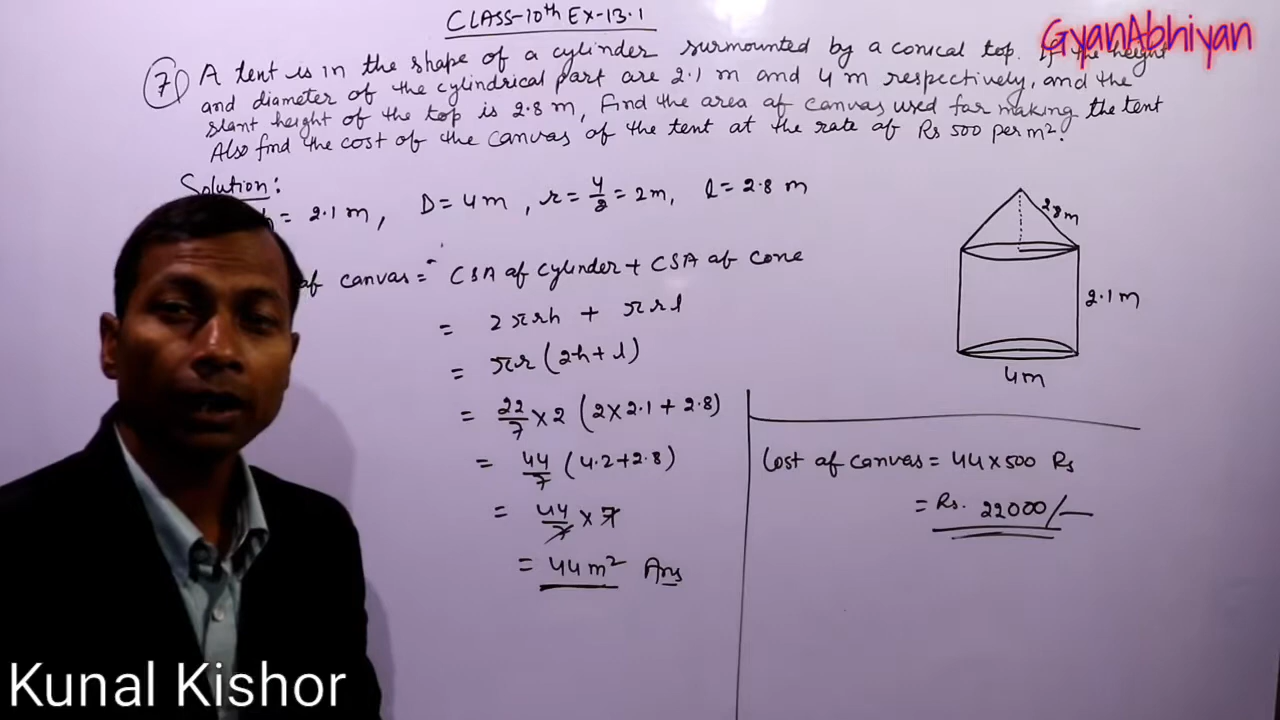 CLASS-10th EX-13.1
GyanAbhiyan
7 A tent is in the shape of a cylinder surmounted by a conical top. If the height
and diameter of the cylindrical part are 2.1 m and 4 m respectively, and the
slant height of the top is 2.8 m, find the area of canvas used for making the tent
Also find the cost of the canvas of the tent at the rate of Rs 500 per m².
Solution:
= 2.1 m, D = 4 m, r = 4/2 = 2m, l = 2.8 m
of canvas = CSA of cylinder + CSA of cone
= 2πrh + πrl
= πr (2h + l)
= 22/7 × 2 (2 × 2.1 + 2.8)
= 44/7 (4.2 + 2.8)
= 44/7 × 7
= 44 m² Ans
2.8 m
2.1 m
4m
Cost of canvas = 44 × 500 Rs
= Rs. 22000/—
Kunal Kishor